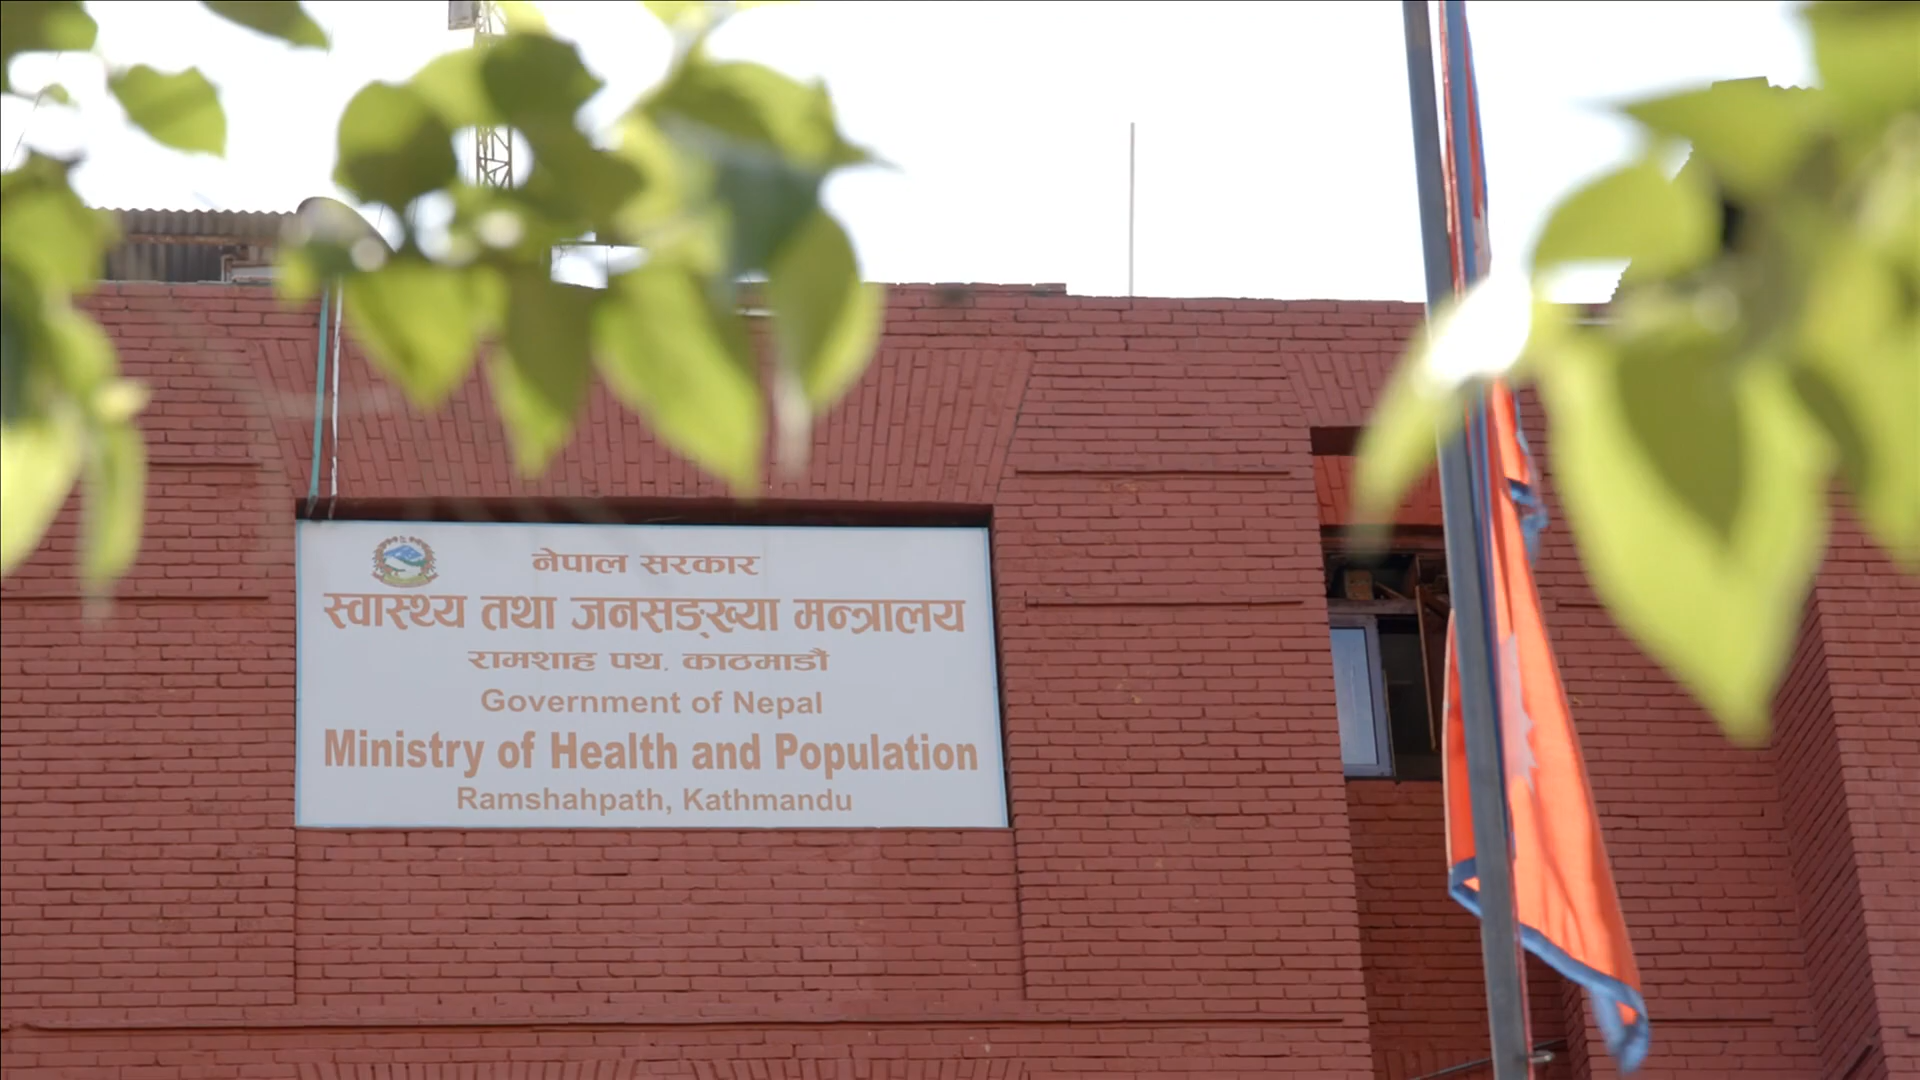 नेपाल सरकार
स्वास्थ्य तथा जनसङ्ख्या मन्त्रालय
रामशाह पथ, काठमाडौं
Government of Nepal
Ministry of Health and Population
Ramshahpath, Kathmandu